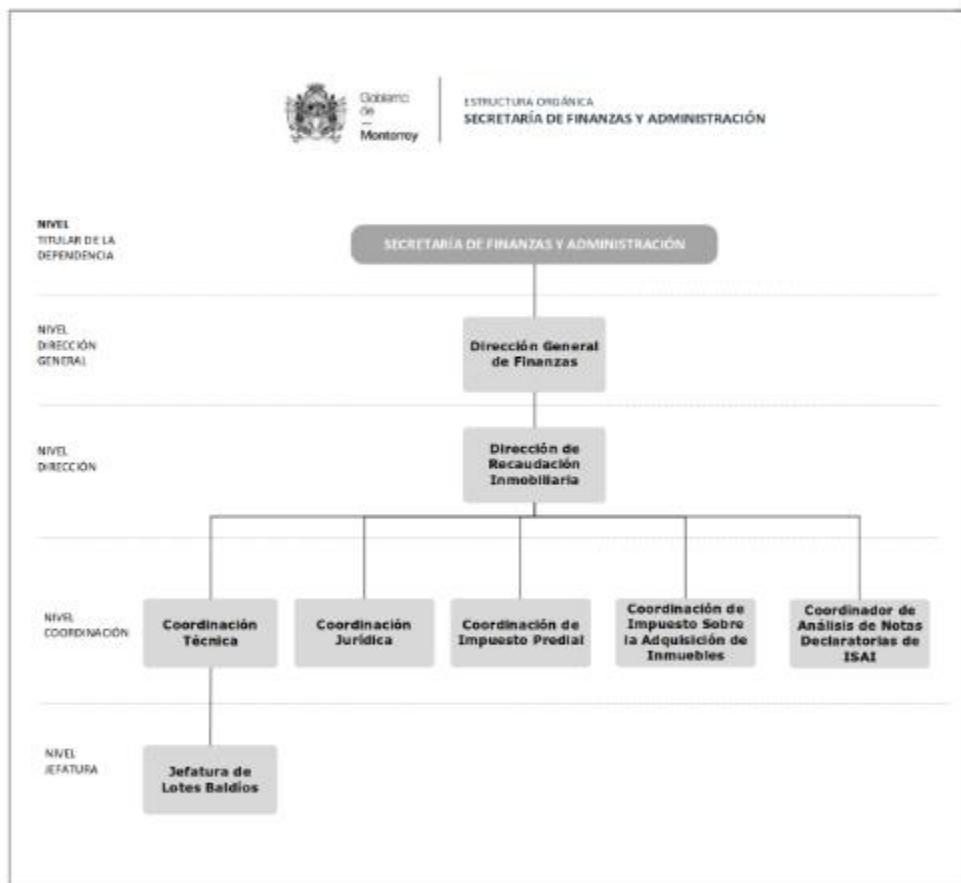 Gobierno
de
—
Monterrey
ESTRUCTURA ORGÁNICA
SECRETARÍA DE FINANZAS Y ADMINISTRACIÓN
NIVEL
TITULAR DE LA
DEPENDENCIA
SECRETARÍA DE FINANZAS Y ADMINISTRACIÓN
NIVEL
DIRECCIÓN
GENERAL
Dirección General
de Finanzas
NIVEL
DIRECCIÓN
Dirección de
Recaudación
Inmobiliaria
NIVEL
COORDINACIÓN
Coordinación
Técnica
Coordinación
Jurídica
Coordinación de
Impuesto Predial
Coordinación de
Impuesto Sobre
la Adquisición de
Inmuebles
Coordinador de
Análisis de Notas
Declaratorias de
ISAI
NIVEL
JEFATURA
Jefatura de
Lotes Baldíos